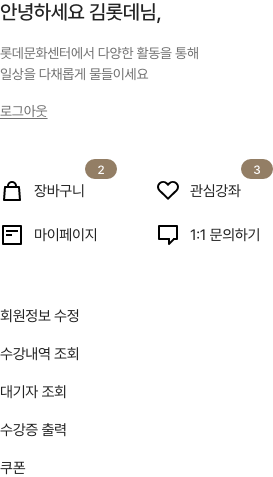 안녕하세요 김롯데님,
롯데문화센터에서 다양한 활동을 통해
일상을 다채롭게 물들이세요
로그아웃
2
3
장바구니
관심강좌
마이페이지
1:1 문의하기
회원정보 수정
수강내역 조회
대기자 조회
수강증 출력
쿠폰